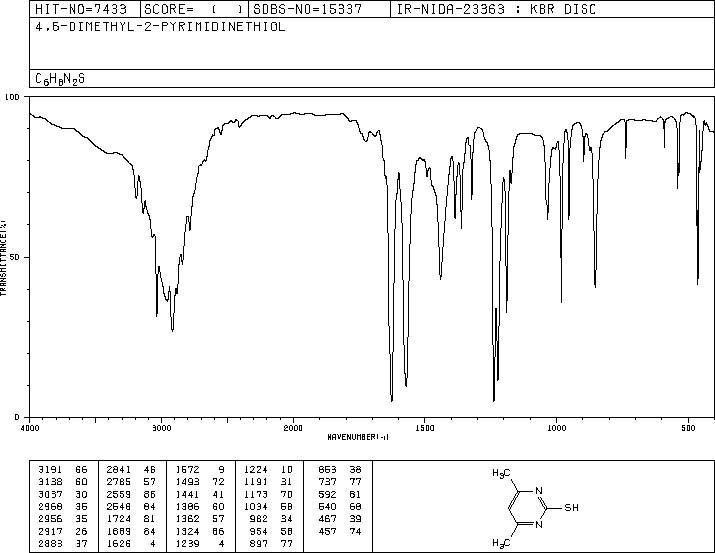 HIT-NO=7433 SCORE= ( ) SDBS-NO=15337 IR-NIDA-23363 : KBR DISC
4,6-DIMETHYL-2-PYRIMIDINETHIOL
C6H8N2S
100
50
0
TRANSMITTANCE(%)
4000 3000 2000 1500 1000 500
WAVENUMBER(-1)
3191 66 2841 46 1572 9 1224 10 853 38
3138 60 2765 57 1493 72 1191 31 737 77
3037 30 2559 86 1441 41 1173 70 592 81
2968 35 2548 84 1386 60 1034 58 540 68
2956 35 1724 81 1362 57 982 34 467 39
2917 26 1689 84 1324 66 954 58 457 74
2883 37 1626 4 1239 4 897 77
H3C
N
SH
N
H3C